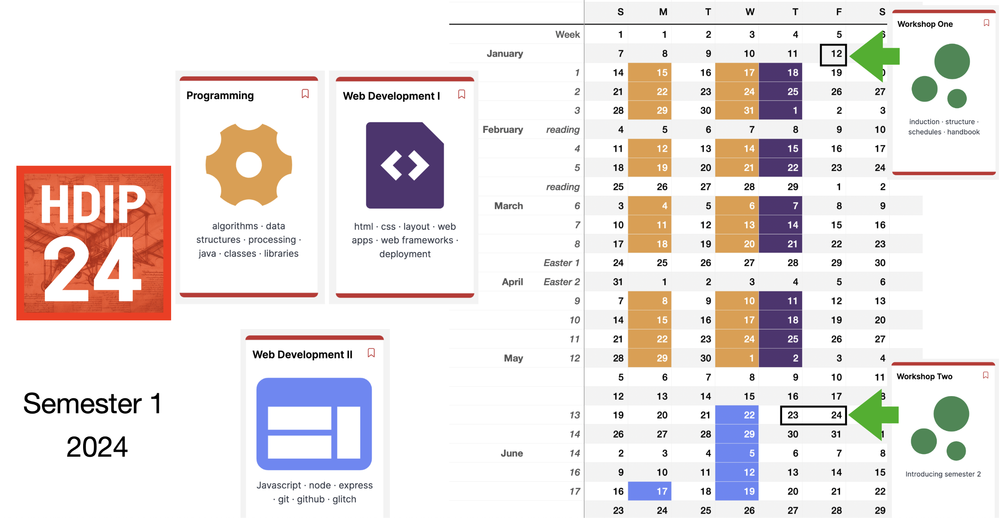 HDIP
24
Semester 1
2024
Programming
algorithms · data
structures · processing ·
java · classes · libraries
Web Development I
html · css · layout · web
apps · web frameworks ·
deployment
Web Development II
Javascript · node · express
· git · github · glitch
S M T W T F S
Week 1 1 2 3 4 5 6
January 7 8 9 10 11 12
1 14 15 16 17 18 19
2 21 22 23 24 25 26 27
3 28 29 30 31 1 2 3
February reading 4 5 6 7 8 9 10
4 11 12 13 14 15 16 17
5 18 19 20 21 22 23 24
reading 25 26 27 28 29 1 2
March 6 3 4 5 6 7 8 9
7 10 11 12 13 14 15 16
8 17 18 19 20 21 22 23
Easter 1 24 25 26 27 28 29 30
April Easter 2 31 1 2 3 4 5 6
9 7 8 9 10 11 12 13
10 14 15 16 17 18 19 20
11 21 22 23 24 25 26 27
May 12 28 29 30 1 2 3 4
5 6 7 8 9 10 11
12 13 14 15 16 17
13 19 20 21 22 23 24
14 26 27 28 29 30 31 1
June 14 2 3 4 5 6 7 8
16 9 10 11 12 13 14 15
17 16 17 18 19 20 21 22
23 24 25 26 27 28 29
Workshop One
induction · structure ·
schedules · handbook
Workshop Two
Introducing semester 2